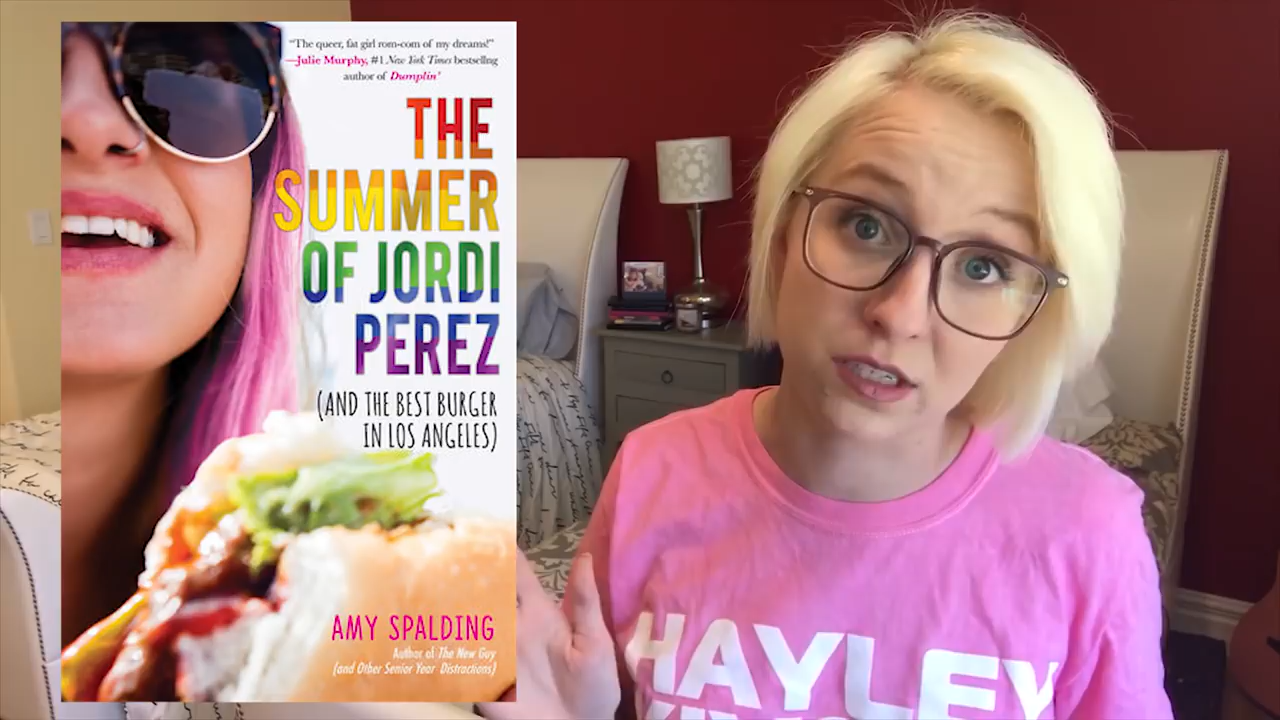 “The queer, fat girl rom-com of my dreams!”
—Julie Murphy, #1 New York Times bestselling
author of Dumplin’
THE
SUMMER
OF JORDI
PEREZ
(AND THE BEST BURGER
IN LOS ANGELES)
AMY SPALDING
Author of The New Guy
(and Other Senior Year Distractions)
HAYLEY